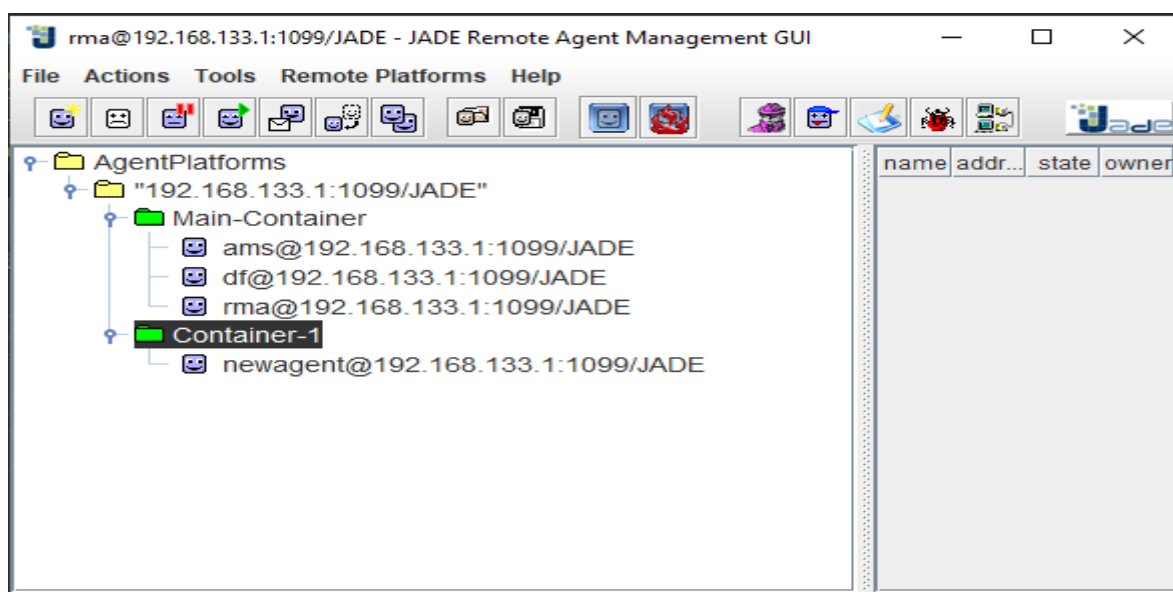 rma@192.168.133.1:1099/JADE - JADE Remote Agent Management GUI
File Actions Tools Remote Platforms Help
Jade
AgentPlatforms
"192.168.133.1:1099/JADE"
Main-Container
ams@192.168.133.1:1099/JADE
df@192.168.133.1:1099/JADE
rma@192.168.133.1:1099/JADE
Container-1
newagent@192.168.133.1:1099/JADE
name addr... state owner